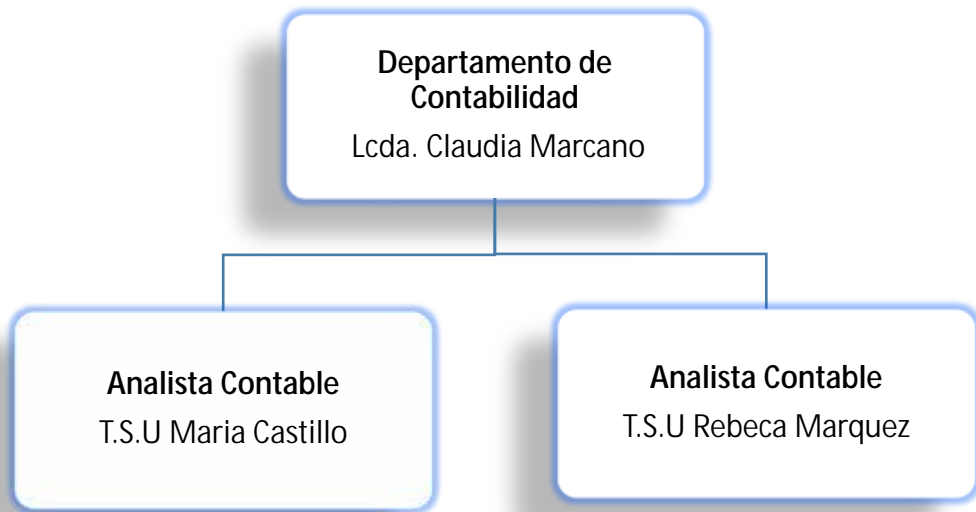 Departamento de
Contabilidad
Lcda. Claudia Marcano
Analista Contable
T.S.U Maria Castillo
Analista Contable
T.S.U Rebeca Marquez